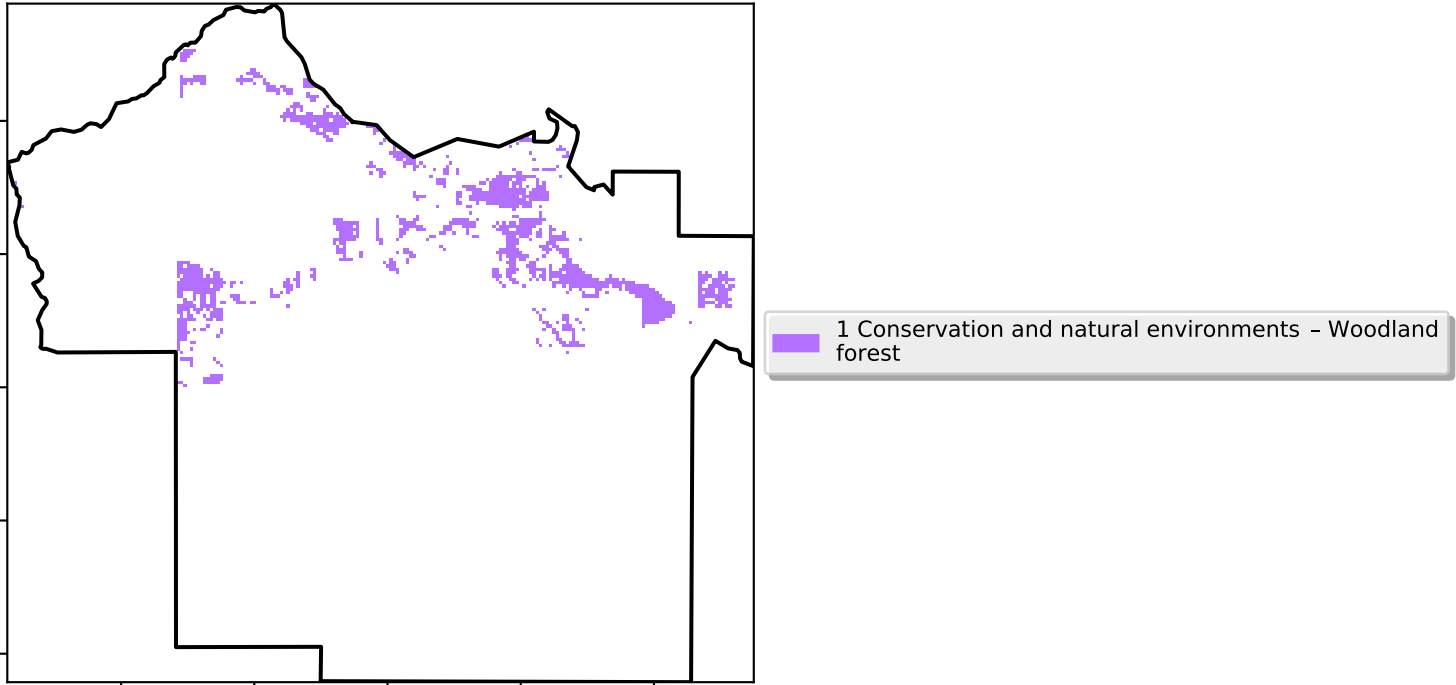 1 Conservation and natural environments – Woodland
forest